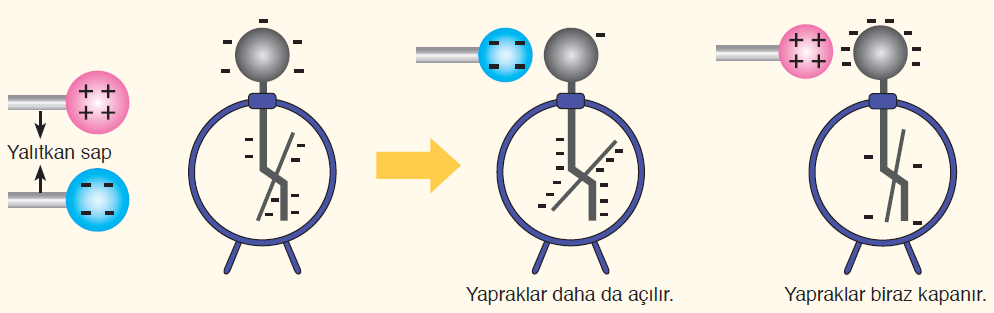 Yalıtkan sap
Yapraklar daha da açılır.
Yapraklar biraz kapanır.